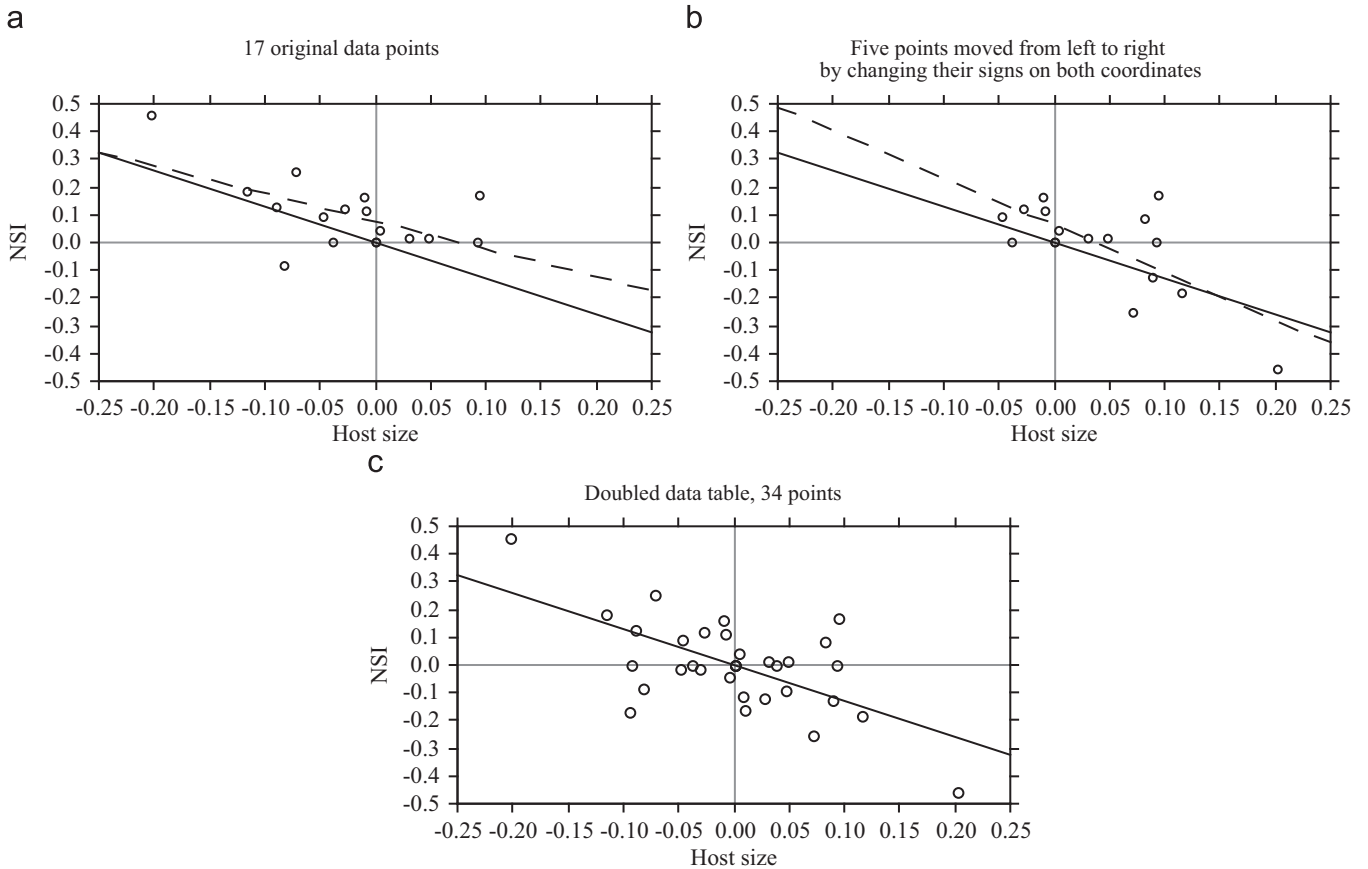 a
17 original data points
0.5
0.4
0.3
0.2
0.1
0.0
-0.1
-0.2
-0.3
-0.4
-0.5
NSI
-0.25 -0.20 -0.15 -0.10 -0.05 0.00 0.05 0.10 0.15 0.20 0.25
Host size
b
Five points moved from left to right
by changing their signs on both coordinates
0.5
0.4
0.3
0.2
0.1
0.0
-0.1
-0.2
-0.3
-0.4
-0.5
NSI
-0.25 -0.20 -0.15 -0.10 -0.05 0.00 0.05 0.10 0.15 0.20 0.25
Host size
c
Doubled data table, 34 points
0.5
0.4
0.3
0.2
0.1
0.0
-0.1
-0.2
-0.3
-0.4
-0.5
NSI
-0.25 -0.20 -0.15 -0.10 -0.05 0.00 0.05 0.10 0.15 0.20 0.25
Host size